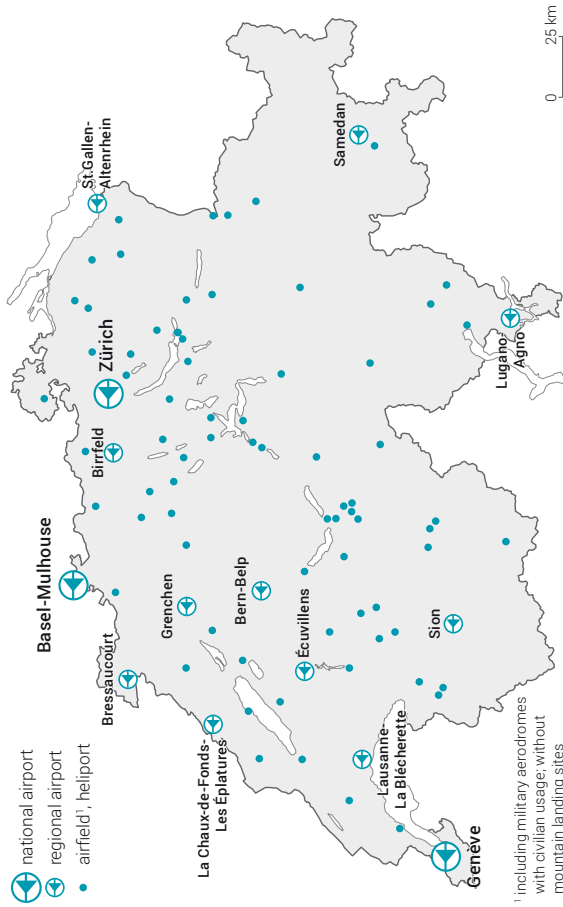 national airport
regional airport
airfield¹, heliport
Basel-Mulhouse
Zürich
St.Gallen-
Altenrhein
Birrfeld
Bressaucourt
Grenchen
La Chaux-de-Fonds-
Les Éplatures
Bern-Belp
Écuvillens
Samedan
Lausanne-
La Blécherette
Sion
Lugano-
Agno
Genève
¹ including military aerodromes
with civilian usage; without
mountain landing sites
0 25 km